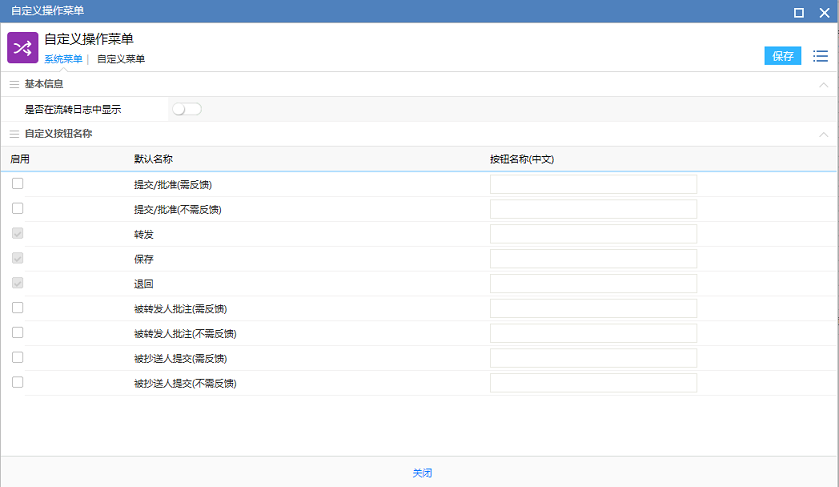 自定义操作菜单
自定义操作菜单
系统菜单 | 自定义菜单
保存
基本信息
是否在流转日志中显示
自定义按钮名称
启用 默认名称 按钮名称(中文)
提交/批准(需反馈)
提交/批准(不需反馈)
转发
保存
退回
被转发人批注(需反馈)
被转发人批注(不需反馈)
被抄送人提交(需反馈)
被抄送人提交(不需反馈)
关闭